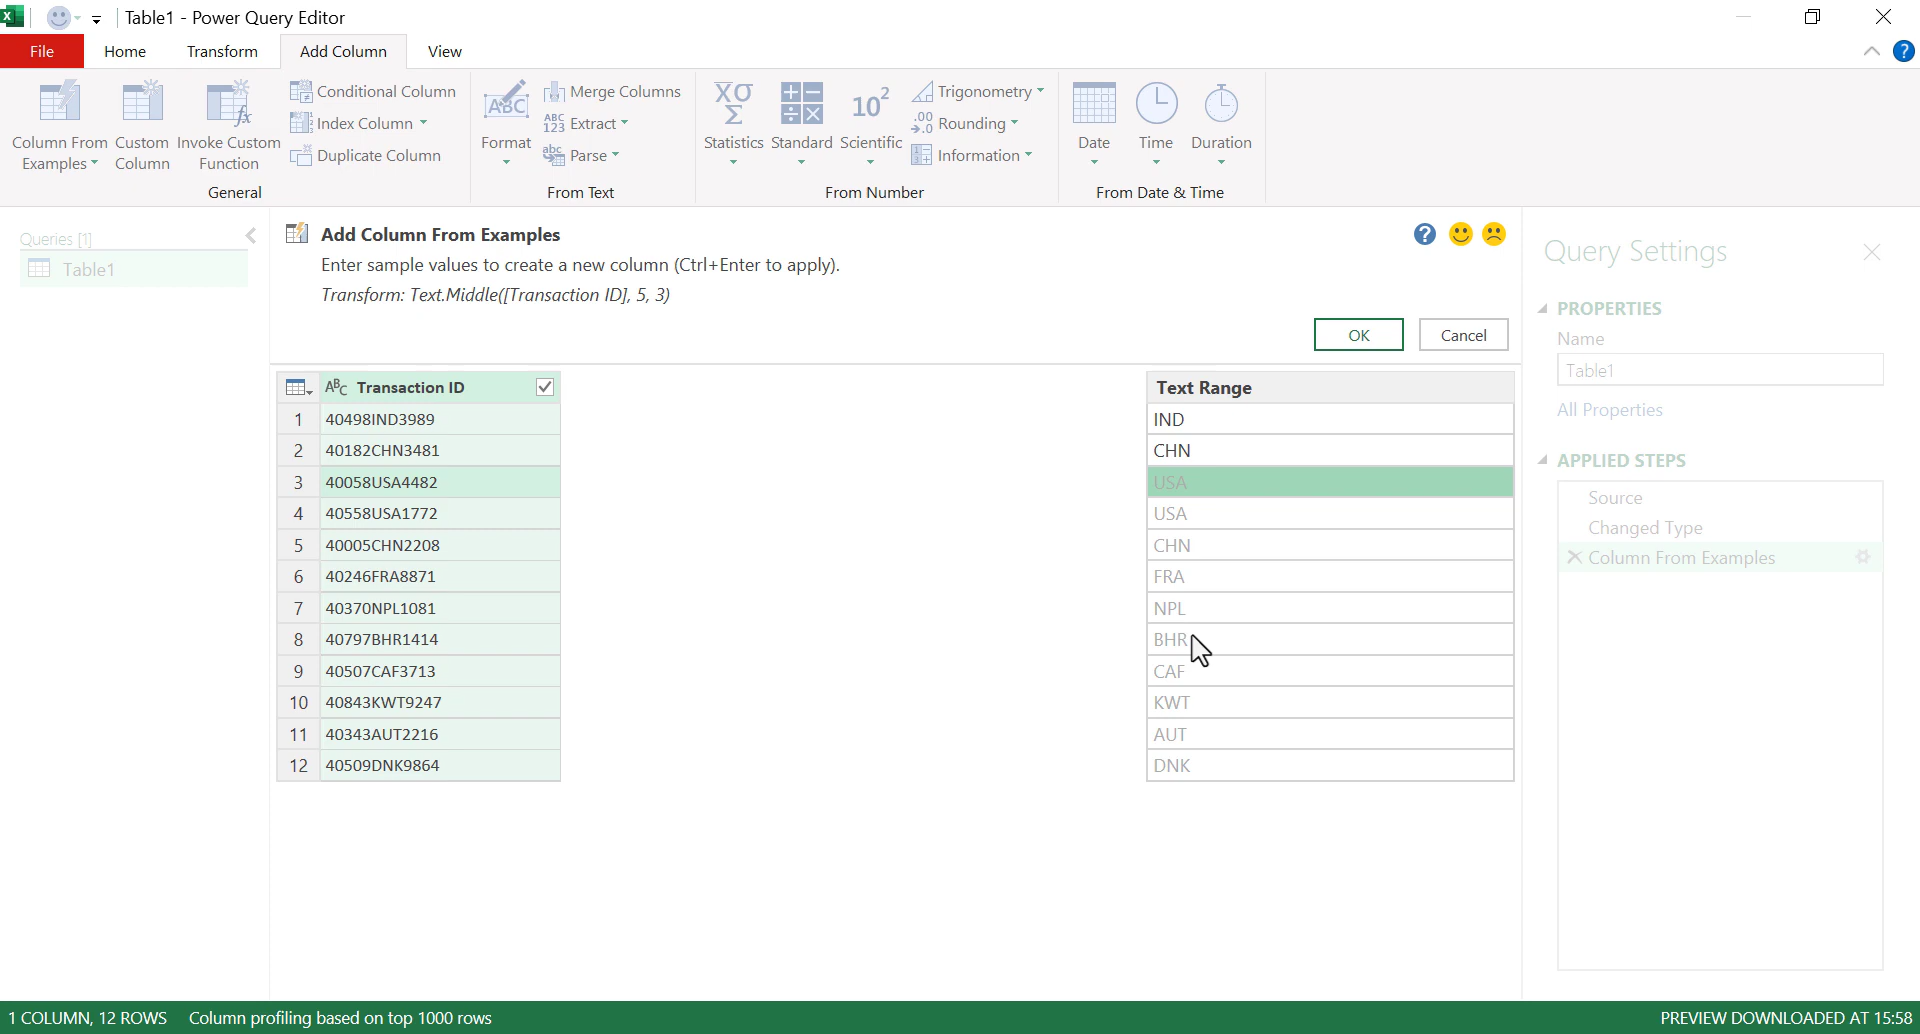 Table1 - Power Query Editor
File Home Transform Add Column View
Column From Examples
Custom Column
Invoke Custom Function
Conditional Column
Index Column
Duplicate Column
General
Format
Merge Columns
Extract
Parse
From Text
Statistics
Standard
Scientific
Trigonometry
Rounding
Information
From Number
Date
Time
Duration
From Date & Time
Queries [1]
Table1
Add Column From Examples
Enter sample values to create a new column (Ctrl+Enter to apply).
Transform: Text.Middle([Transaction ID], 5, 3)
OK Cancel
Transaction ID Text Range
1 40498IND3989 IND
2 40182CHN3481 CHN
3 40058USA4482 USA
4 40558USA1772 USA
5 40005CHN2208 CHN
6 40246FRA8871 FRA
7 40370NPL1081 NPL
8 40797BHR1414 BHR
9 40507CAF3713 CAF
10 40843KWT9247 KWT
11 40343AUT2216 AUT
12 40509DNK9864 DNK
Query Settings
PROPERTIES
Name
Table1
All Properties
APPLIED STEPS
Source
Changed Type
Column From Examples
1 COLUMN, 12 ROWS Column profiling based on top 1000 rows PREVIEW DOWNLOADED AT 15:58